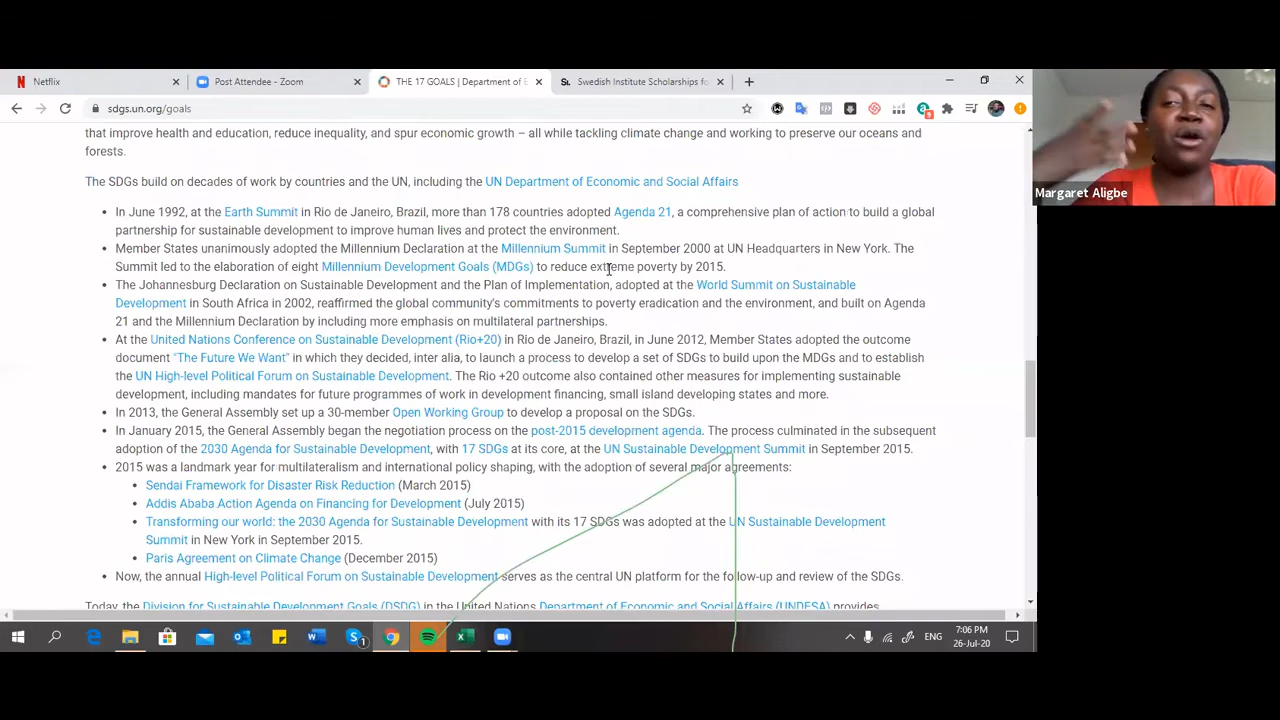 Netflix
Post Attendee - Zoom
THE 17 GOALS | Department of E
Swedish Institute Scholarships fo
sdgs.un.org/goals
that improve health and education, reduce inequality, and spur economic growth – all while tackling climate change and working to preserve our oceans and
forests.
The SDGs build on decades of work by countries and the UN, including the UN Department of Economic and Social Affairs
• In June 1992, at the Earth Summit in Rio de Janeiro, Brazil, more than 178 countries adopted Agenda 21, a comprehensive plan of action to build a global
partnership for sustainable development to improve human lives and protect the environment.
• Member States unanimously adopted the Millennium Declaration at the Millennium Summit in September 2000 at UN Headquarters in New York. The
Summit led to the elaboration of eight Millennium Development Goals (MDGs) to reduce extreme poverty by 2015.
• The Johannesburg Declaration on Sustainable Development and the Plan of Implementation, adopted at the World Summit on Sustainable
Development in South Africa in 2002, reaffirmed the global community's commitments to poverty eradication and the environment, and built on Agenda
21 and the Millennium Declaration by including more emphasis on multilateral partnerships.
• At the United Nations Conference on Sustainable Development (Rio+20) in Rio de Janeiro, Brazil, in June 2012, Member States adopted the outcome
document "The Future We Want" in which they decided, inter alia, to launch a process to develop a set of SDGs to build upon the MDGs and to establish
the UN High-level Political Forum on Sustainable Development. The Rio +20 outcome also contained other measures for implementing sustainable
development, including mandates for future programmes of work in development financing, small island developing states and more.
• In 2013, the General Assembly set up a 30-member Open Working Group to develop a proposal on the SDGs.
• In January 2015, the General Assembly began the negotiation process on the post-2015 development agenda. The process culminated in the subsequent
adoption of the 2030 Agenda for Sustainable Development, with 17 SDGs at its core, at the UN Sustainable Development Summit in September 2015.
• 2015 was a landmark year for multilateralism and international policy shaping, with the adoption of several major agreements:
• Sendai Framework for Disaster Risk Reduction (March 2015)
• Addis Ababa Action Agenda on Financing for Development (July 2015)
• Transforming our world: the 2030 Agenda for Sustainable Development with its 17 SDGs was adopted at the UN Sustainable Development
Summit in New York in September 2015.
• Paris Agreement on Climate Change (December 2015)
• Now, the annual High-level Political Forum on Sustainable Development serves as the central UN platform for the follow-up and review of the SDGs.
Today, the Division for Sustainable Development Goals (DSDG) in the United Nations Department of Economic and Social Affairs (UNDESA) provides
ENG
7:06 PM
26-Jul-20
Margaret Aligbe